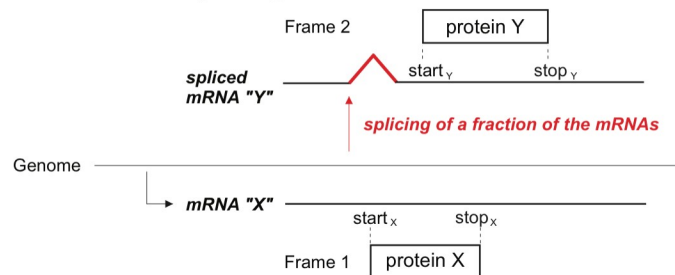 Frame 2
protein Y
start Y
stop Y
spliced
mRNA "Y"
splicing of a fraction of the mRNAs
Genome
mRNA "X"
start X
stop X
Frame 1
protein X